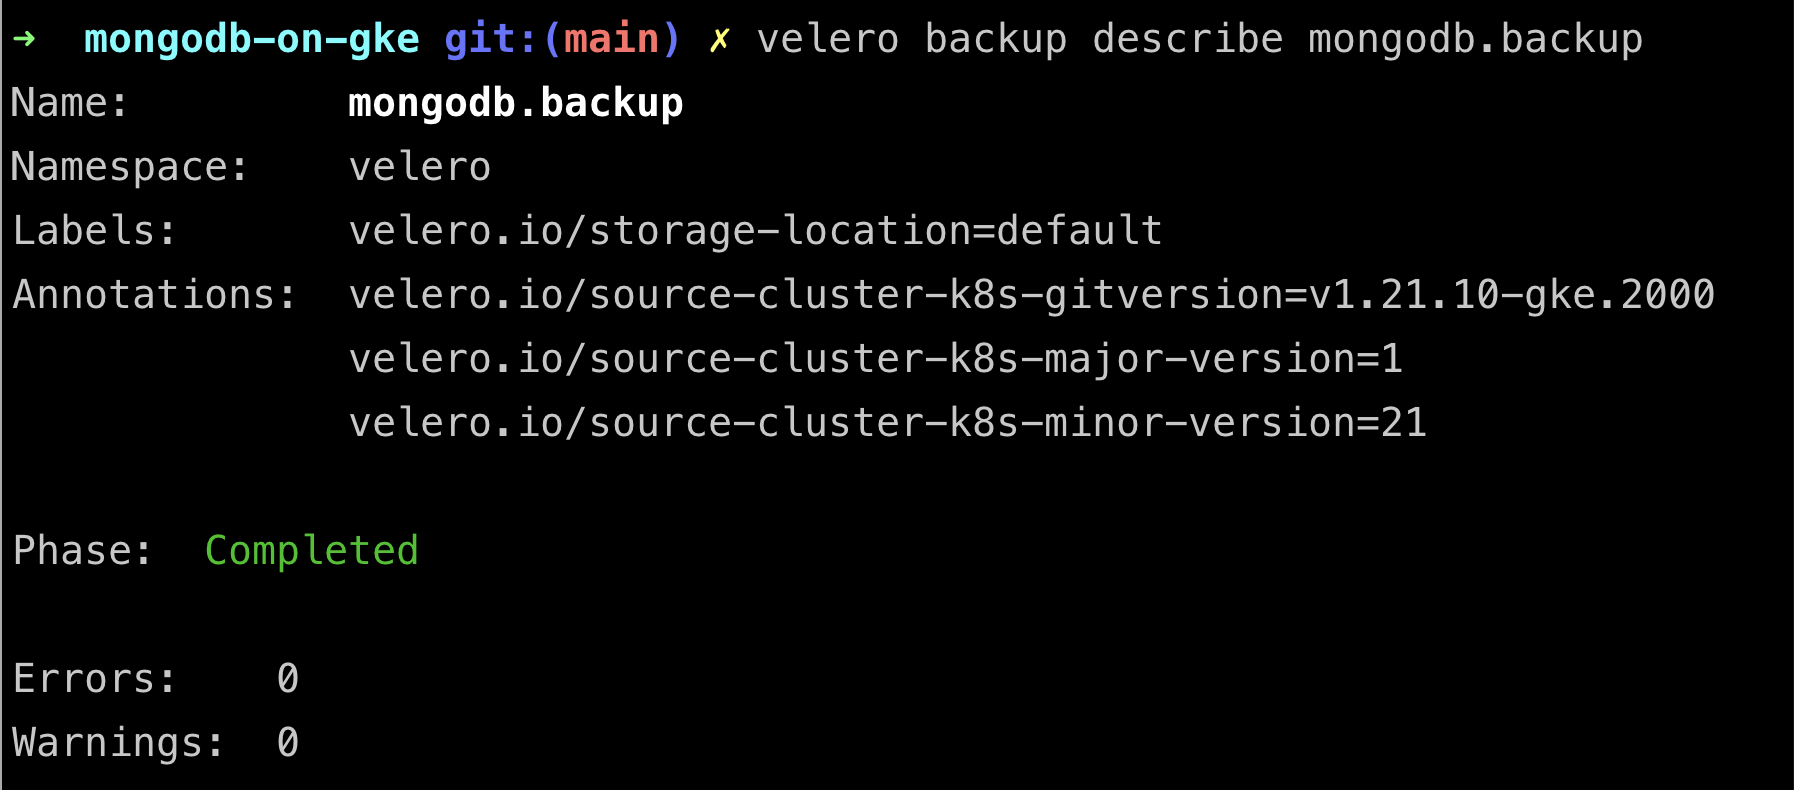 ➜  mongodb-on-gke git:(main) ✗ velero backup describe mongodb.backup
Name:         mongodb.backup
Namespace:    velero
Labels:       velero.io/storage-location=default
Annotations:  velero.io/source-cluster-k8s-gitversion=v1.21.10-gke.2000
              velero.io/source-cluster-k8s-major-version=1
              velero.io/source-cluster-k8s-minor-version=21
Phase:  Completed
Errors:    0
Warnings:  0